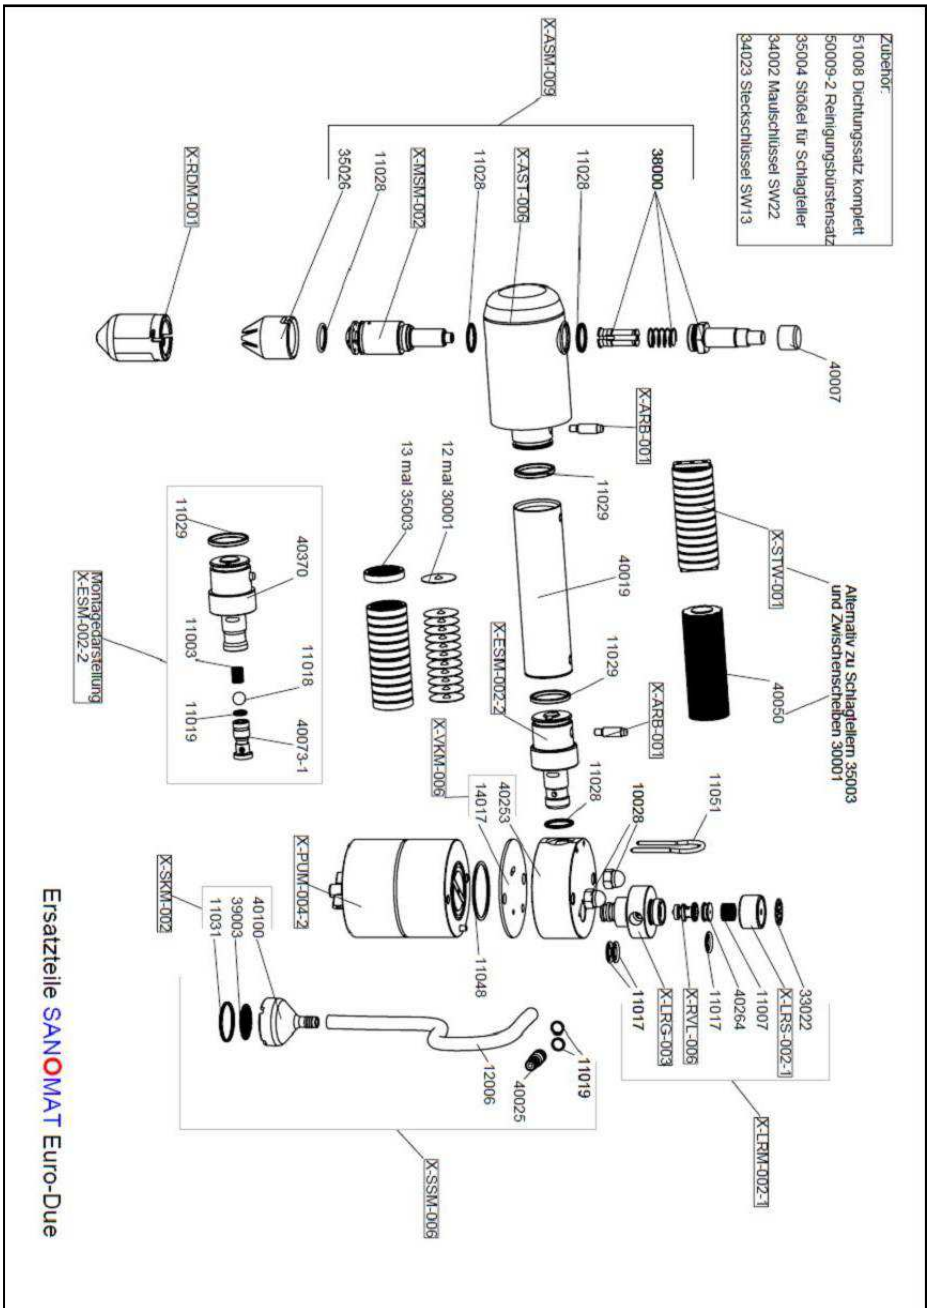 Zubehör:
51008 Dichtungssatz komplett
50009-2 Reinigungsbürstensatz
35004 Stößel für Schlagteller
34002 Maulschlüssel SW22
34023 Steckschlüssel SW13
X-ASM-009
38000
11028
X-AST-006
11028
X-MSM-002
11028
35026
X-RDM-001
40007
X-ARB-001
11029
12 mal 30001
13 mal 35003
X-STW-001
Alternativ zu Schlagtellern 35003
und Zwischenscheiben 30001
40050
40019
11029
X-ESM-002-2
X-ARB-001
11028
11029
40370
11003
11018
11019
40073-1
Montagedarstellung
X-ESM-002-2
X-VKM-006
40253
14017
10028
11051
33022
X-LRS-002-1
11007
40264
11017
X-RVL-006
X-LRG-003
11017
X-LRM-002-1
X-PUM-004-2
11048
X-SKM-002
40100
39003
11031
11019
40025
12006
X-SSM-006
Ersatzteile SANOMAT Euro-Due